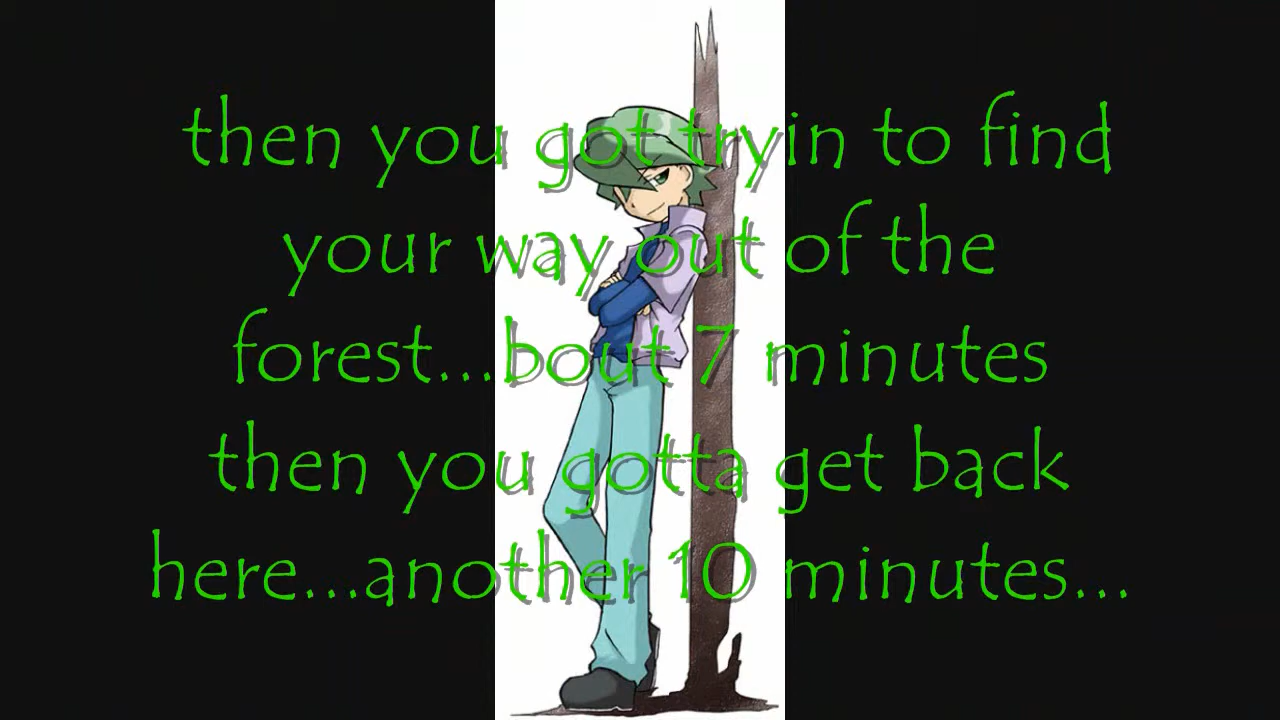 then you got tryin to find
your way out of the
forest...bout 7 minutes
then you gotta get back
here...another 10 minutes...